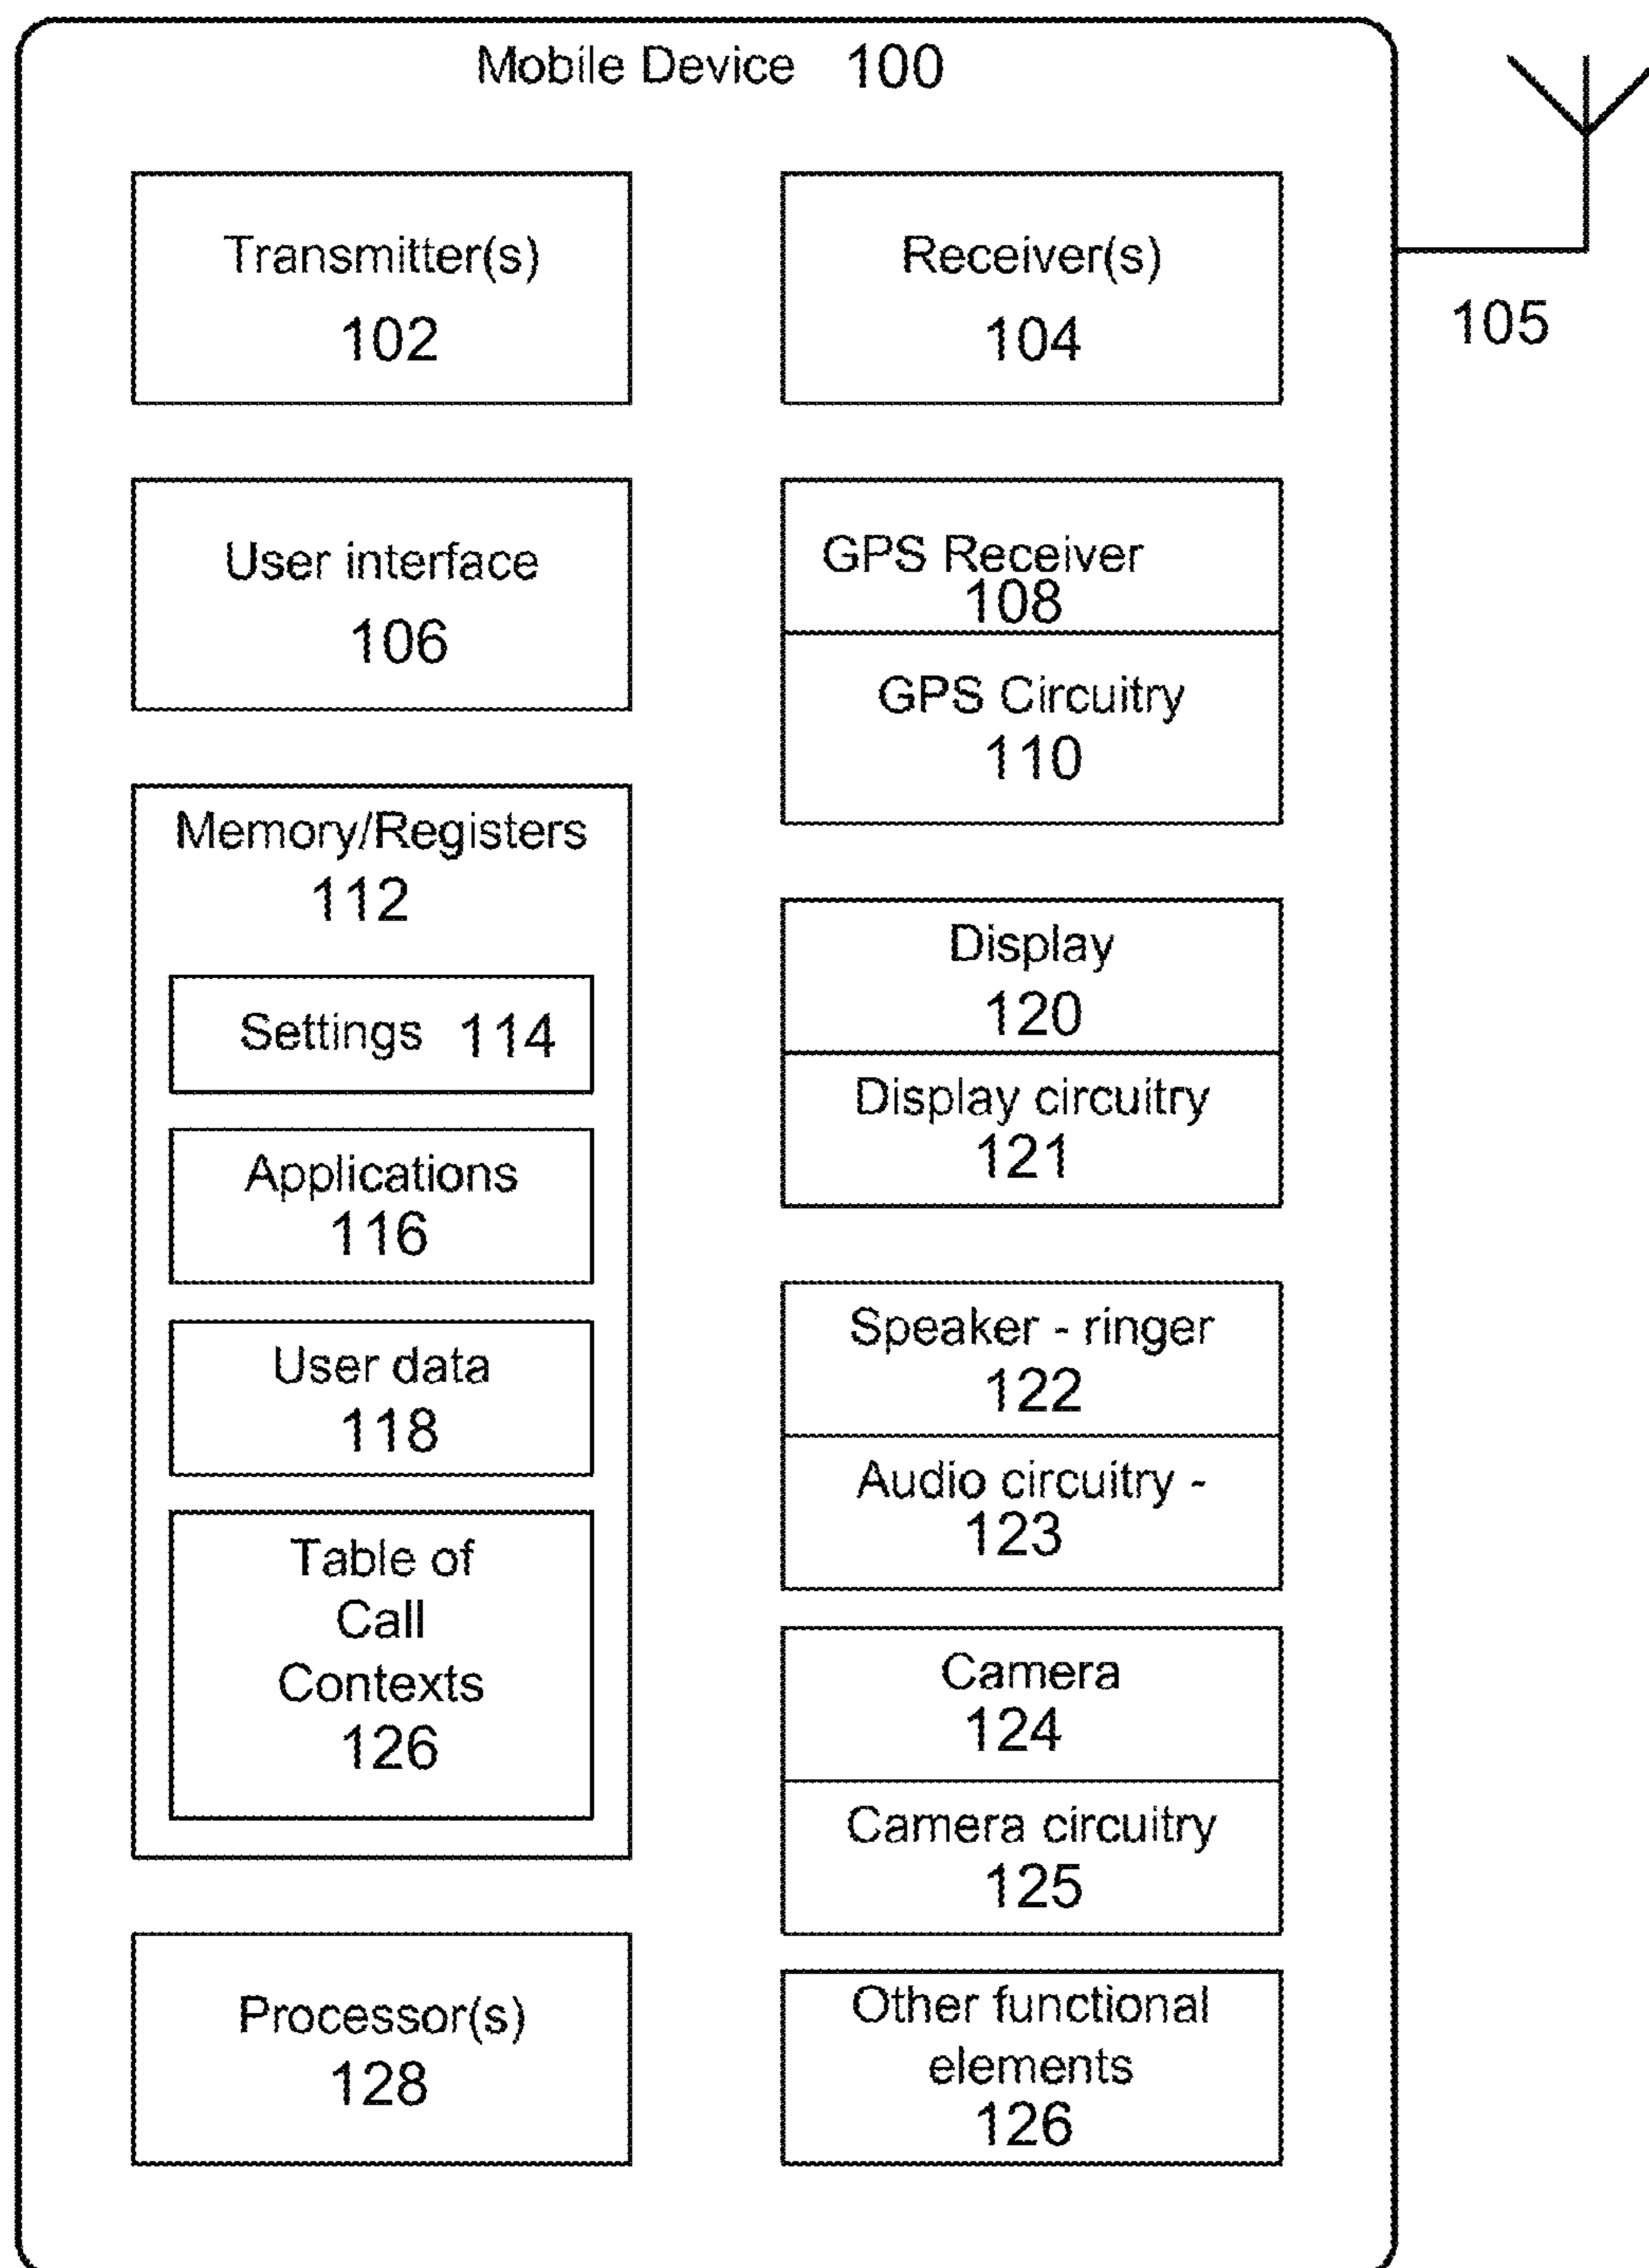 Mobile Device 100
Transmitter(s)
102
Receiver(s)
104
105
User interface
106
GPS Receiver
108
GPS Circuitry
110
Memory/Registers
112
Settings 114
Applications
116
User data
118
Table of
Call
Contexts
126
Display
120
Display circuitry
121
Speaker - ringer
122
Audio circuitry -
123
Camera
124
Camera circuitry
125
Processor(s)
128
Other functional
elements
126